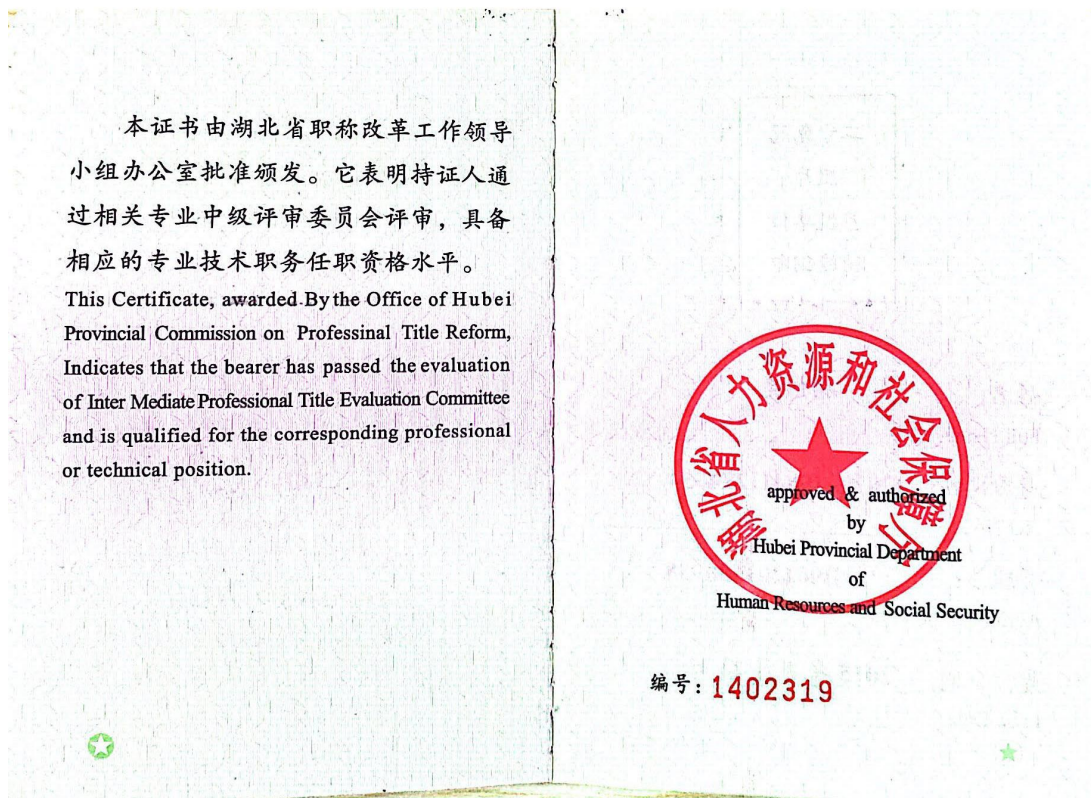 本证书由湖北省职称改革工作领导
小组办公室批准颁发。它表明持证人通
过相关专业中级评审委员会评审，具备
相应的专业技术职务任职资格水平。
This Certificate, awarded By the Office of Hubei
Provincial Commission on Professinal Title Reform,
Indicates that the bearer has passed the evaluation
of Inter Mediate Professional Title Evaluation Committee
and is qualified for the corresponding professional
or technical position.
湖北省人力资源和社会保障厅
approved & authorized
by
Hubei Provincial Department
of
Human Resources and Social Security
编号：1402319